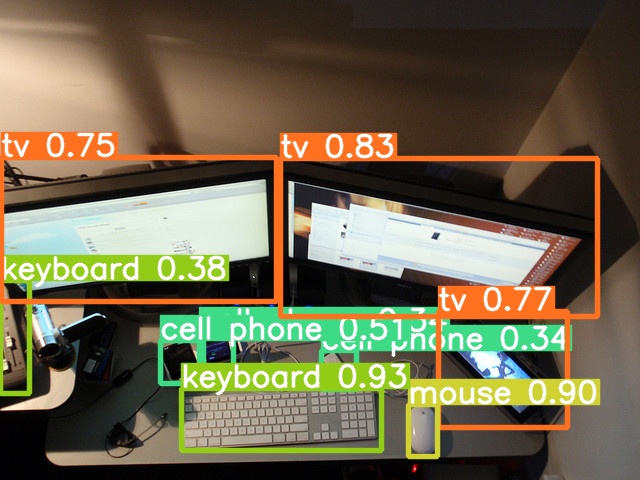 tv 0.75
tv 0.83
keyboard 0.38
tv 0.77
cell phone 0.51
cell phone 0.34
keyboard 0.93
mouse 0.90